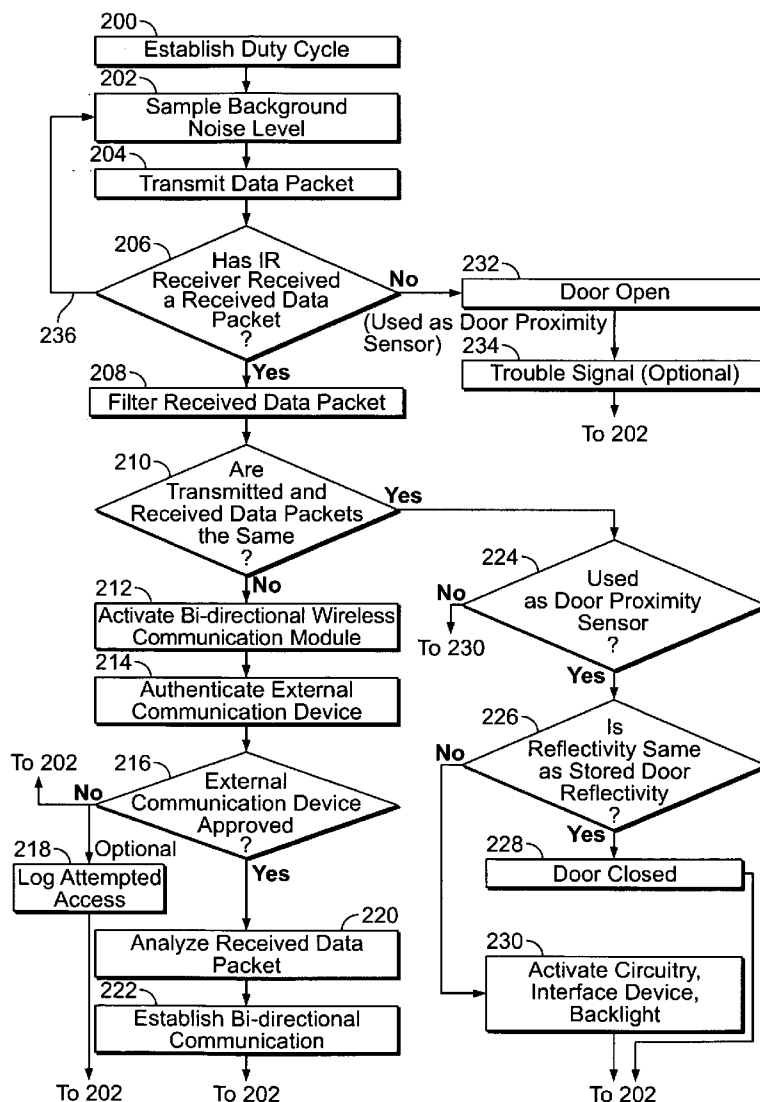 200
Establish Duty Cycle
202
Sample Background
Noise Level
204
Transmit Data Packet
206
Has IR
Receiver Received
a Received Data
Packet
?
236
No
(Used as Door Proximity
Sensor)
232
Door Open
234
Trouble Signal (Optional)
To 202
Yes
208
Filter Received Data Packet
210
Are
Transmitted and
Received Data Packets
the Same
?
Yes
No
212
Activate Bi-directional Wireless
Communication Module
214
Authenticate External
Communication Device
To 202
216
No
External
Communication Device
Approved
?
Optional
218
Log Attempted
Access
Yes
220
Analyze Received Data
Packet
222
Establish Bi-directional
Communication
To 202
To 202
224
No
Used
as Door Proximity
Sensor
?
To 230
Yes
226
No
Is
Reflectivity Same
as Stored Door
Reflectivity
?
Yes
228
Door Closed
230
Activate Circuitry,
Interface Device,
Backlight
To 202